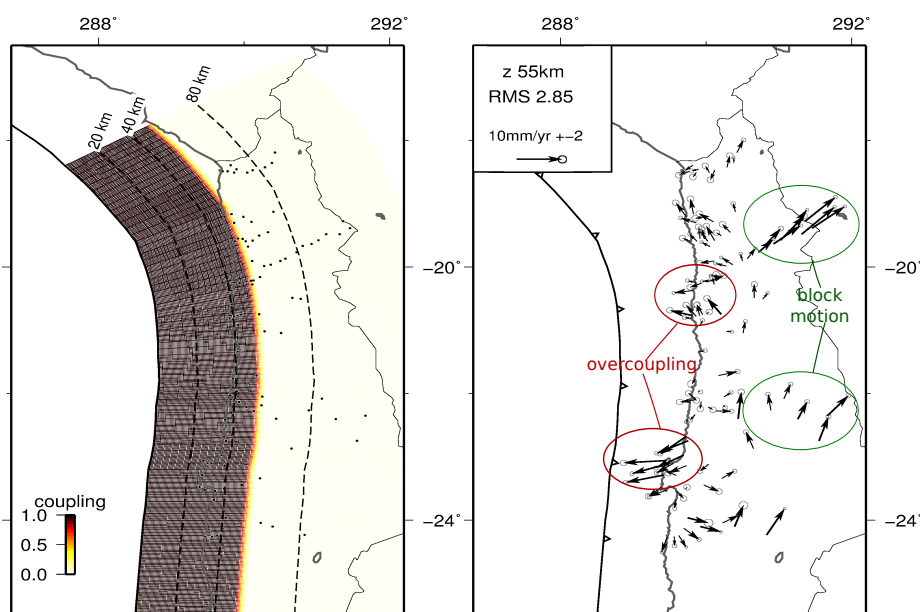 288° 292° 288° 292°
80 km
40 km
20 km
z 55km
RMS 2.85
10mm/yr +−2
−20° −20°
block
motion
overcoupling
coupling
1.0
0.5
0.0
−24° −24°